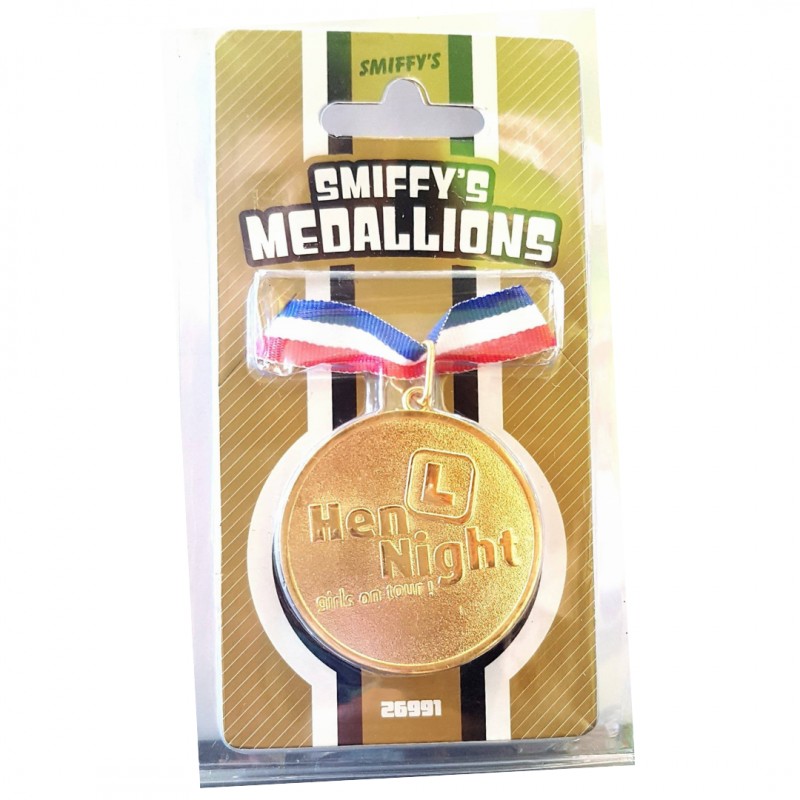 SMIFFY'S
SMIFFY'S
MEDALLIONS
L
Hen
Night
girls on tour!
26991